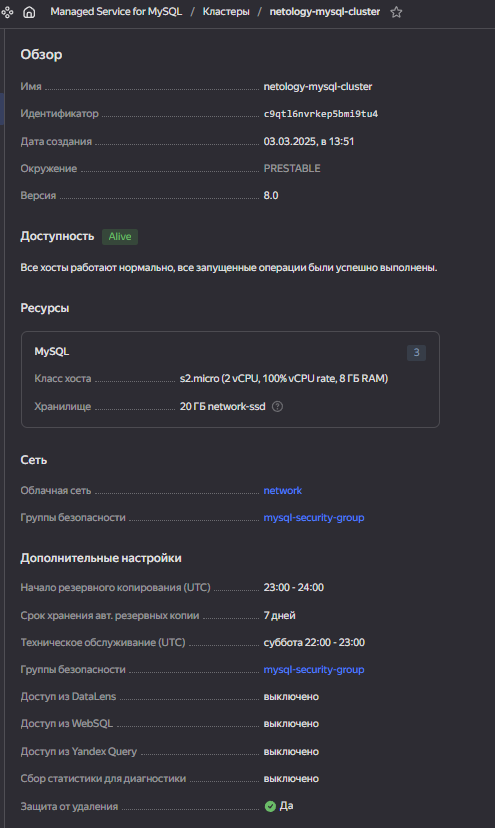 Managed Service for MySQL / Кластеры / netology-mysql-cluster
Обзор
Имя netology-mysql-cluster
Идентификатор c9qtl6nvrkep5bmi9tu4
Дата создания 03.03.2025, в 13:51
Окружение PRESTABLE
Версия 8.0
Доступность Alive
Все хосты работают нормально, все запущенные операции были успешно выполнены.
Ресурсы
MySQL 3
Класс хоста s2.micro (2 vCPU, 100% vCPU rate, 8 ГБ RAM)
Хранилище 20 ГБ network-ssd ?
Сеть
Облачная сеть network
Группы безопасности mysql-security-group
Дополнительные настройки
Начало резервного копирования (UTC) 23:00 - 24:00
Срок хранения авт. резервных копии 7 дней
Техническое обслуживание (UTC) суббота 22:00 - 23:00
Группы безопасности mysql-security-group
Доступ из DataLens выключено
Доступ из WebSQL выключено
Доступ из Yandex Query выключено
Сбор статистики для диагностики выключено
Защита от удаления Да